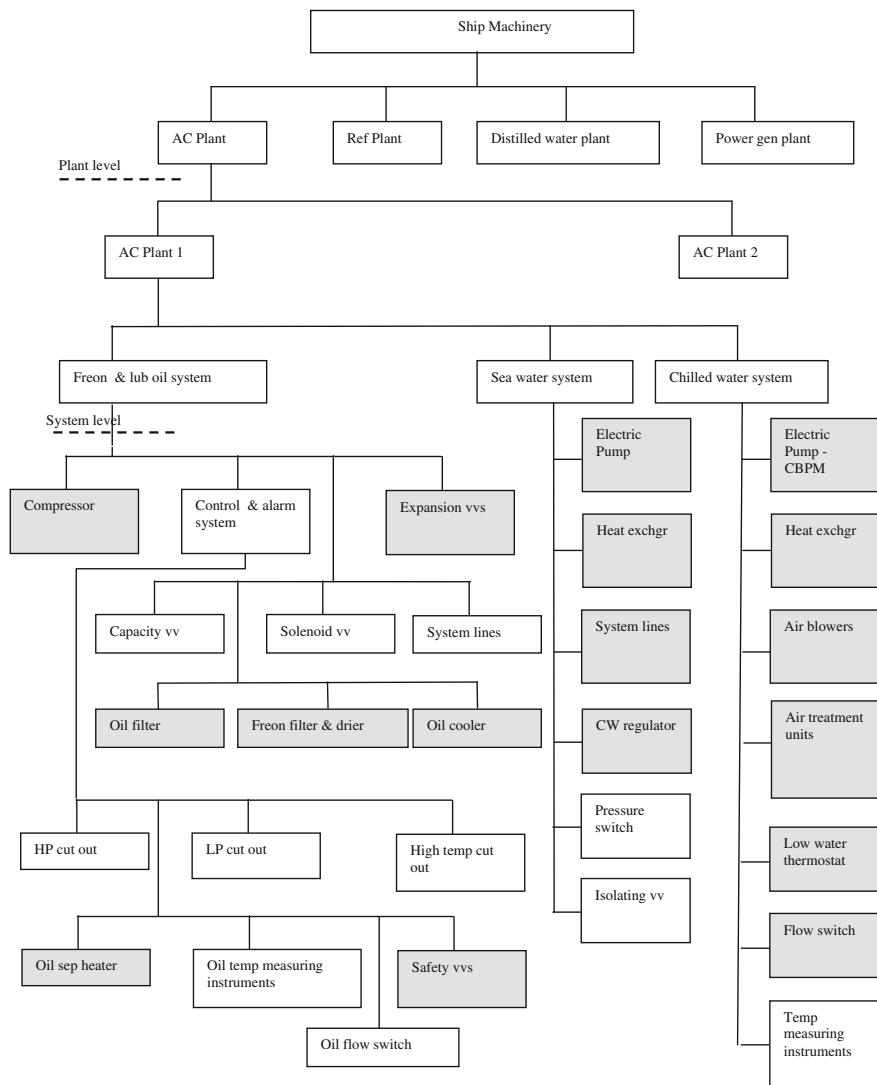 Ship Machinery
AC Plant
Ref Plant
Distilled water plant
Power gen plant
Plant level
AC Plant 1
AC Plant 2
Freon & lub oil system
Sea water system
Chilled water system
System level
Compressor
Control & alarm
system
Expansion vvs
Electric
Pump
Electric
Pump -
CBPM
Heat exchgr
Heat exchgr
Capacity vv
Solenoid vv
System lines
System lines
Air blowers
Oil filter
Freon filter & drier
Oil cooler
CW regulator
Air treatment
units
HP cut out
LP cut out
High temp cut
out
Pressure
switch
Low water
thermostat
Isolating vv
Oil sep heater
Oil temp measuring
instruments
Safety vvs
Flow switch
Oil flow switch
Temp
measuring
instruments